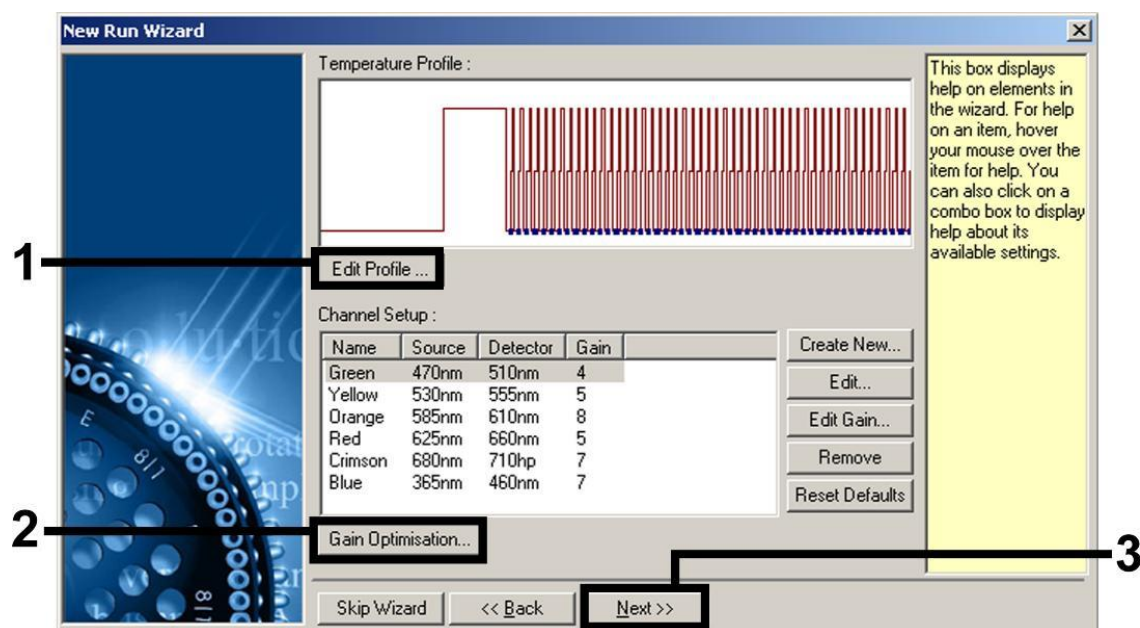 New Run Wizard
Temperature Profile :
This box displays
help on elements in
the wizard. For help
on an item, hover
your mouse over the
item for help. You
can also click on a
combo box to display
help about its
available settings.
1
Edit Profile ...
Channel Setup :
Name Source Detector Gain
Green 470nm 510nm 4
Yellow 530nm 555nm 5
Orange 585nm 610nm 8
Red 625nm 660nm 5
Crimson 680nm 710hp 7
Blue 365nm 460nm 7
Create New...
Edit...
Edit Gain...
Remove
Reset Defaults
2
Gain Optimisation...
3
Skip Wizard
<< Back
Next >>
E
8|1
8|1